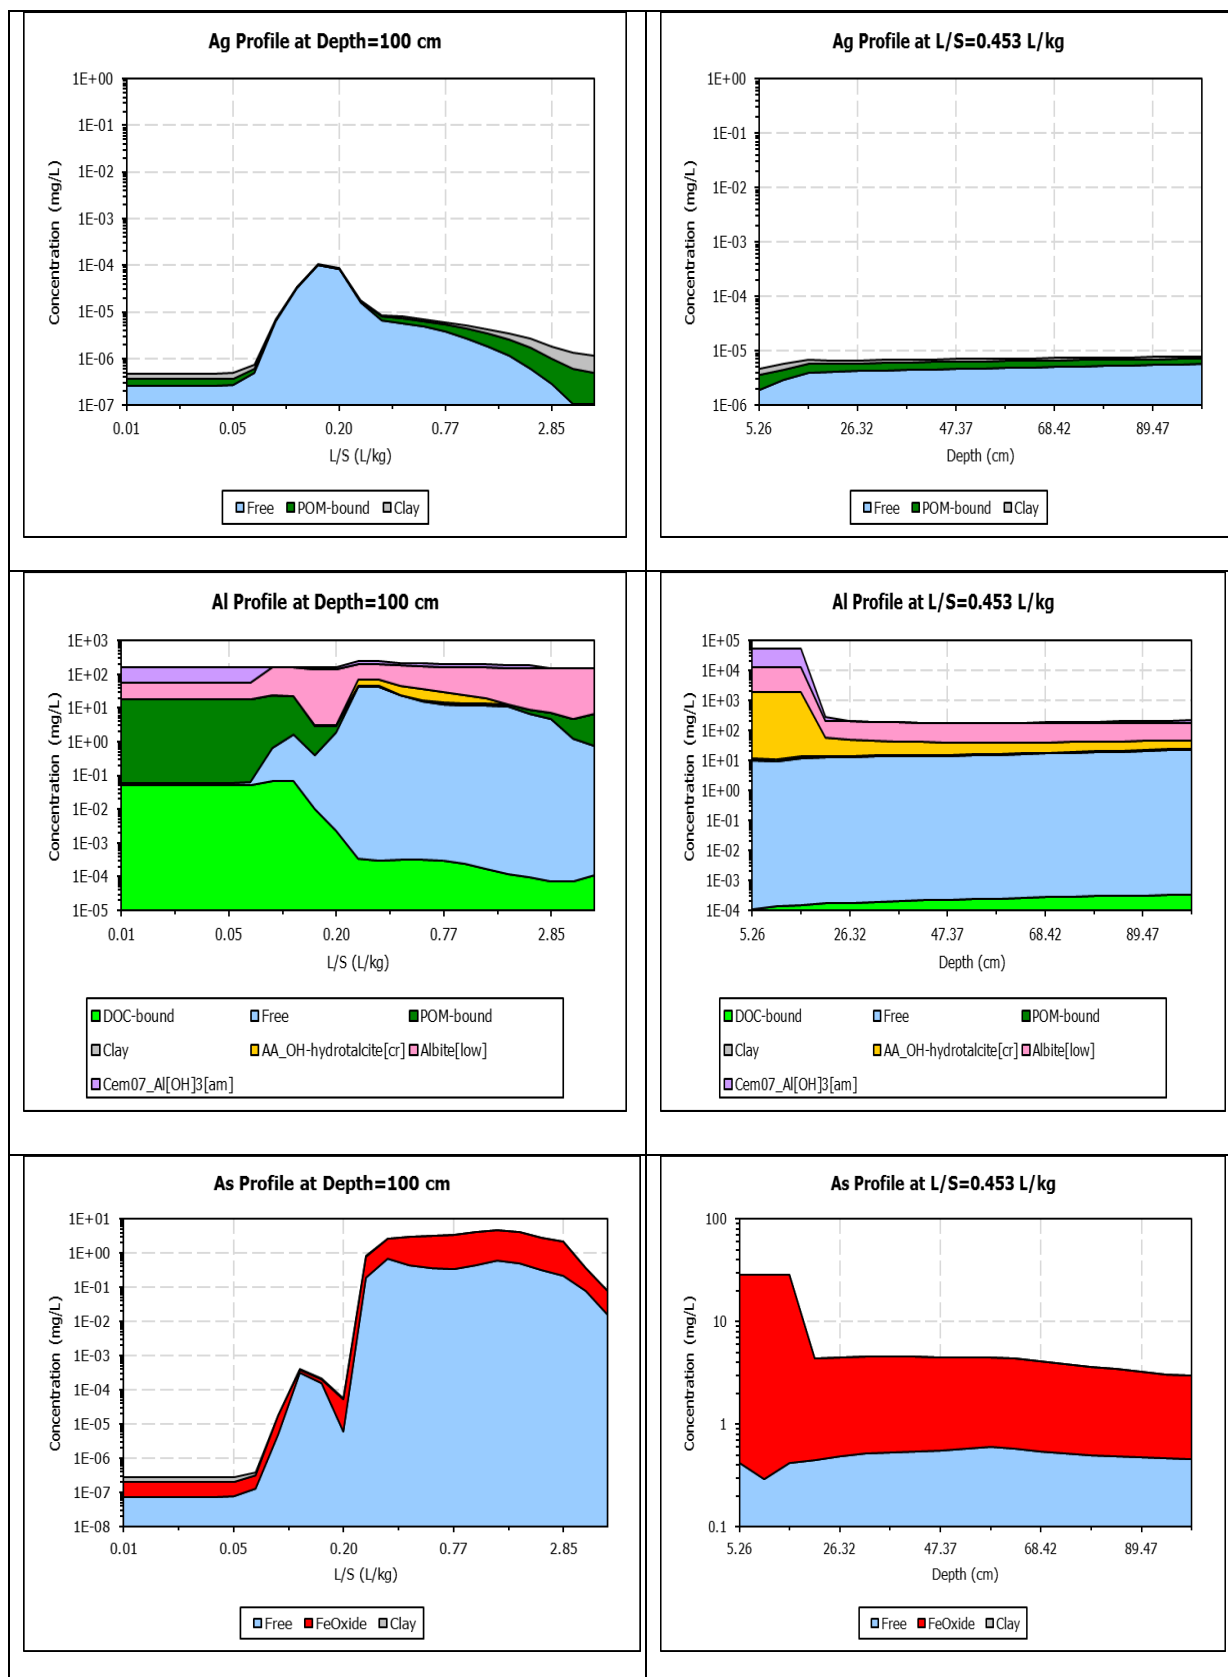 Ag Profile at Depth=100 cm
Concentration (mg/L)
1E+00
1E-01
1E-02
1E-03
1E-04
1E-05
1E-06
1E-07
0.01 0.05 0.20 0.77 2.85
L/S (L/kg)
Free POM-bound Clay
Ag Profile at L/S=0.453 L/kg
Concentration (mg/L)
1E+00
1E-01
1E-02
1E-03
1E-04
1E-05
1E-06
5.26 26.32 47.37 68.42 89.47
Depth (cm)
Free POM-bound Clay
Al Profile at Depth=100 cm
Concentration (mg/L)
1E+03
1E+02
1E+01
1E+00
1E-01
1E-02
1E-03
1E-04
1E-05
0.01 0.05 0.20 0.77 2.85
L/S (L/kg)
DOC-bound Free POM-bound
Clay AA_OH-hydrotalcite[cr] Albite[low]
Cem07_Al[OH]3[am]
Al Profile at L/S=0.453 L/kg
Concentration (mg/L)
1E+05
1E+04
1E+03
1E+02
1E+01
1E+00
1E-01
1E-02
1E-03
1E-04
5.26 26.32 47.37 68.42 89.47
Depth (cm)
DOC-bound Free POM-bound
Clay AA_OH-hydrotalcite[cr] Albite[low]
Cem07_Al[OH]3[am]
As Profile at Depth=100 cm
Concentration (mg/L)
1E+01
1E+00
1E-01
1E-02
1E-03
1E-04
1E-05
1E-06
1E-07
1E-08
0.01 0.05 0.20 0.77 2.85
L/S (L/kg)
Free FeOxide Clay
As Profile at L/S=0.453 L/kg
Concentration (mg/L)
100
10
1
0.1
5.26 26.32 47.37 68.42 89.47
Depth (cm)
Free FeOxide Clay